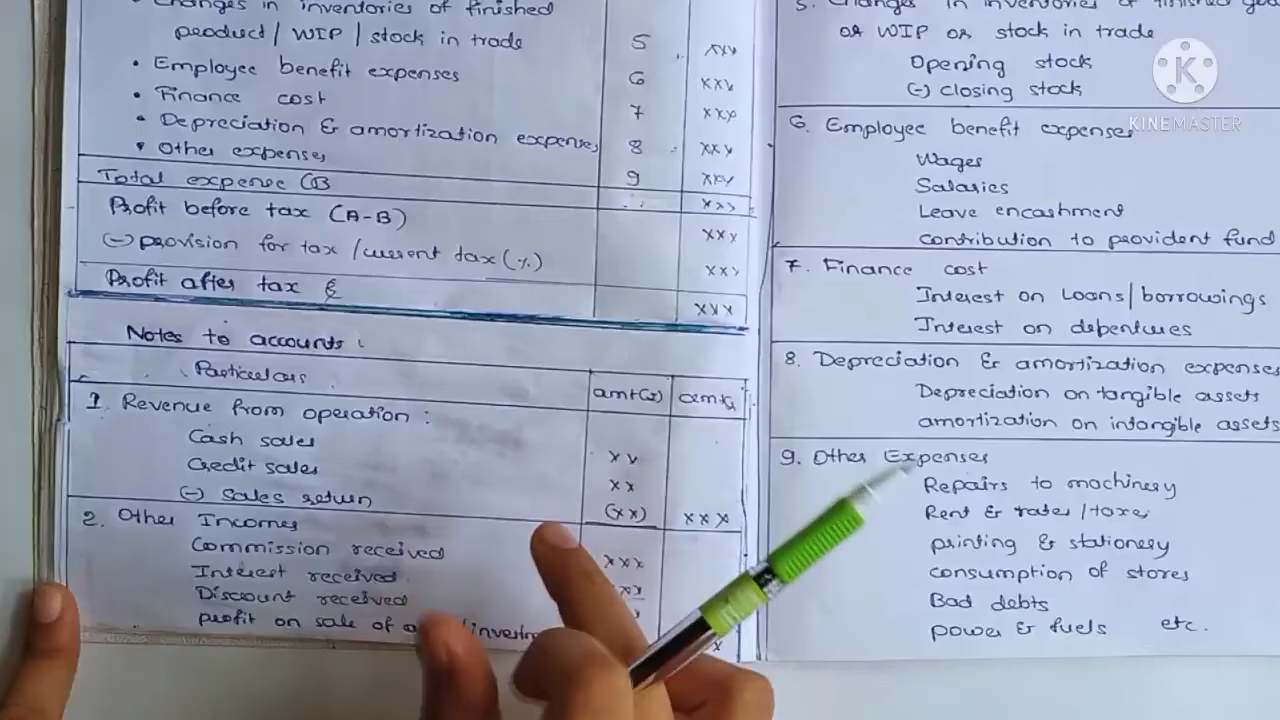 Changes in inventories of finished
product / WIP / stock in trade 5 xxx
• Employee benefit expenses 6 xxx
• Finance cost 7 xxx
• Depreciation & amortization expenses 8 xxx
• Other expenses 9 xxx
Total expense (B xxx
Profit before tax (A-B) xxx
(-) provision for tax / current tax (%) xxx
Profit after tax xxx
Notes to accounts :
Particulars amt(₹) amt
1. Revenue from operation :
Cash sales xx
Credit sales xx
(-) Sales return (xx) xxx
2. Other Incomes
Commission received xxx
Interest received xx
Discount received
profit on sale of
5. Changes in inventories of finished
or WIP or stock in trade
Opening stock
(-) closing stock
6. Employee benefit expenses
Wages
Salaries
Leave encashment
Contribution to provident fund
7. Finance cost
Interest on Loans/borrowings
Interest on debentures
8. Depreciation & amortization expenses
Depreciation on tangible assets
amortization on intangible assets
9. Other Expenses
Repairs to machinery
Rent & rates / taxes
printing & stationery
consumption of stores
Bad debts
power & fuels etc.
K
KINEMASTER